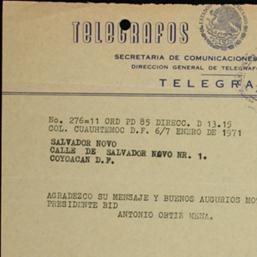 TELEGRAFOS
SECRETARIA DE COMUNICACIONES
DIRECCION GENERAL DE TELEGRAF
TELEGRA
No. 276=11 ORD PD 85 DIRECC. D 13.15
COL. CUAUHTEMOC D.F. 6/7 ENERO DE 1971
SALVADOR NOVO
CALLE DE SALVADOR NOVO NR. 1.
COYOACAN D.F.
AGRADEZCO SU MENSAJE Y BUENOS AUGURIOS MO
PRESIDENTE BID
ANTONIO ORTIZ MENA.